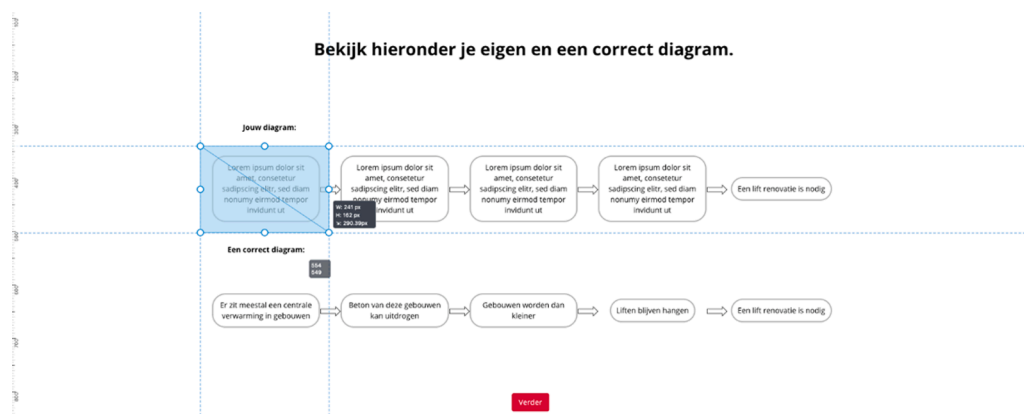 Bekijk hieronder je eigen en een correct diagram.
Jouw diagram:
Lorem ipsum dolor sit
amet, consetetur
sadipscing elitr, sed diam
nonumy eirmod tempor
invidunt ut
Lorem ipsum dolor sit
amet, consetetur
sadipscing elitr, sed diam
nonumy eirmod tempor
invidunt ut
Lorem ipsum dolor sit
amet, consetetur
sadipscing elitr, sed diam
nonumy eirmod tempor
invidunt ut
Lorem ipsum dolor sit
amet, consetetur
sadipscing elitr, sed diam
nonumy eirmod tempor
invidunt ut
Een lift renovatie is nodig
W: 241 px
H: 162 px
290.39px
Een correct diagram:
554
549
Er zit meestal een centrale
verwarming in gebouwen
Beton van deze gebouwen
kan uitdrogen
Gebouwen worden dan
kleiner
Liften blijven hangen
Een lift renovatie is nodig
Verder